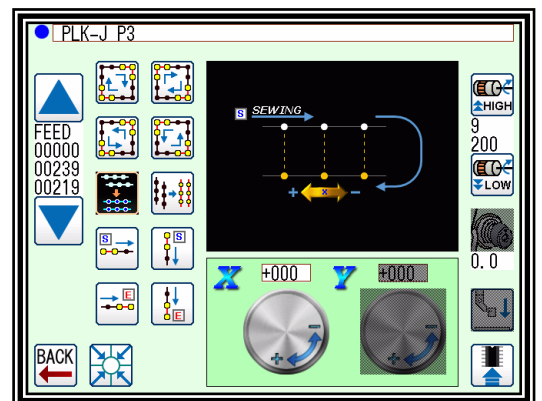 PLK-J P3
FEED
00000
00239
00219
S
S
E
E
BACK
S SEWING
+ X -
X +000 Y +000
- +
- +
HIGH
9
200
LOW
0.0